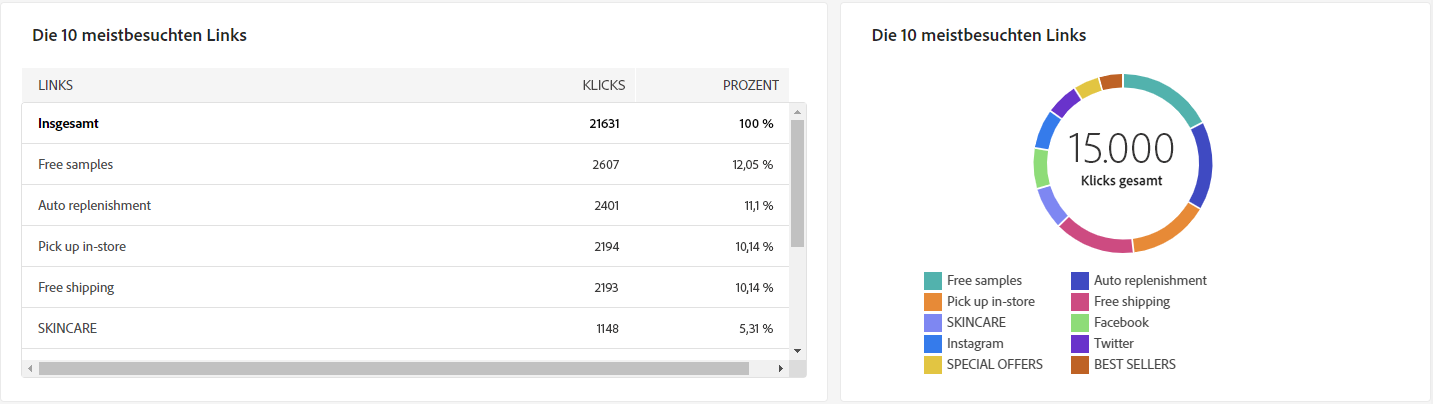 Die 10 meistbesuchten Links
LINKS KLICKS PROZENT
Insgesamt 21631 100 %
Free samples 2607 12,05 %
Auto replenishment 2401 11,1 %
Pick up in-store 2194 10,14 %
Free shipping 2193 10,14 %
SKINCARE 1148 5,31 %
Die 10 meistbesuchten Links
15.000
Klicks gesamt
Free samples Auto replenishment
Pick up in-store Free shipping
SKINCARE Facebook
Instagram Twitter
SPECIAL OFFERS BEST SELLERS